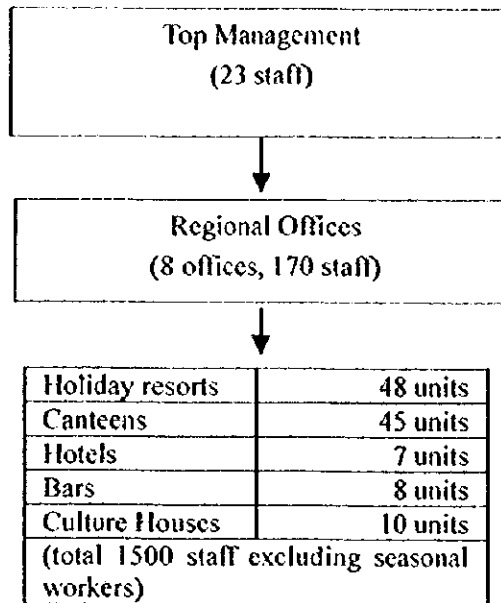 Top Management
(23 staff)
Regional Offices
(8 offices, 170 staff)
Holiday resorts 48 units
Canteens 45 units
Hotels 7 units
Bars 8 units
Culture Houses 10 units
(total 1500 staff excluding seasonal
workers)